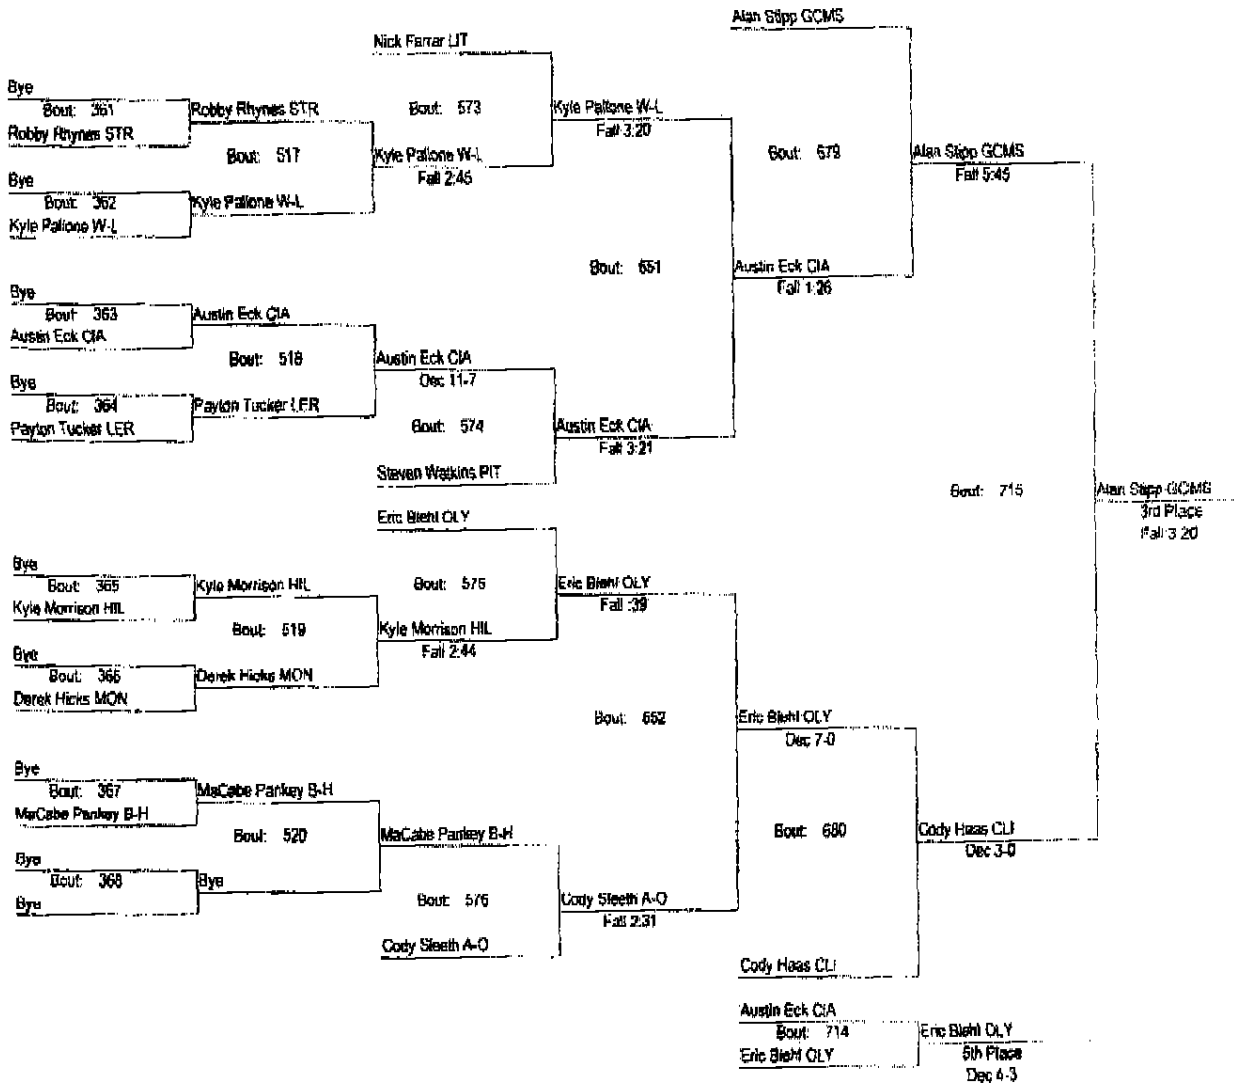 Alan Stipp GCMS
Nick Farrar LIT
Bye
Bout: 361
Robby Rhynes STR
Robby Rhynes STR
Bout: 573
Kyle Pallone W-L
Fall 3:20
Bout: 517
Kyle Pallone W-L
Fall 2:45
Bout: 679
Alan Stipp GCMS
Fall 5:45
Bye
Bout: 362
Kyle Pallone W-L
Kyle Pallone W-L
Bout: 651
Austin Eck CIA
Fall 1:26
Bye
Bout: 363
Austin Eck CIA
Austin Eck CIA
Bout: 518
Austin Eck CIA
Dec 11-7
Bye
Bout: 364
Payton Tucker LER
Payton Tucker LER
Bout: 574
Austin Eck CIA
Fall 3:21
Steven Watkins PIT
Bout: 715
Alan Stipp GCMS
3rd Place
Fall 3:20
Eric Biehl OLY
Bye
Bout: 365
Kyle Morrison HIL
Kyle Morrison HIL
Bout: 575
Eric Biehl OLY
Fall :39
Bout: 519
Kyle Morrison HIL
Fall 2:44
Bye
Bout: 366
Derek Hicks MON
Derek Hicks MON
Bout: 652
Eric Biehl OLY
Dec 7-0
Bye
Bout: 367
MaCabe Pankey B-H
MaCabe Pankey B-H
Bout: 520
MaCabe Pankey B-H
Bout: 680
Cody Haas CLI
Dec 3-0
Bye
Bout: 368
Bye
Bye
Bout: 576
Cody Sleeth A-O
Fall 2:31
Cody Sleeth A-O
Cody Haas CLI
Austin Eck CIA
Bout: 714
Eric Biehl OLY
Eric Biehl OLY
5th Place
Dec 4-3